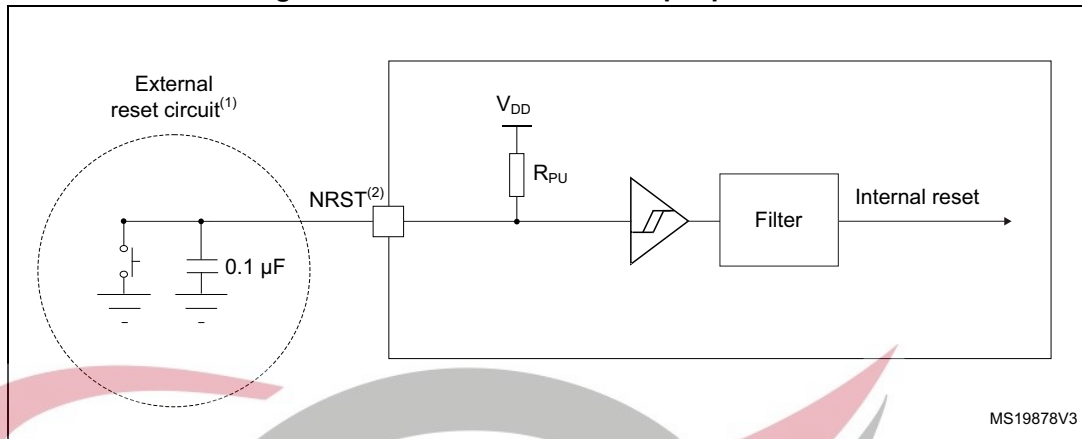 External
reset circuit(1)
VDD
RPU
NRST(2)
Filter
Internal reset
0.1 µF
MS19878V3